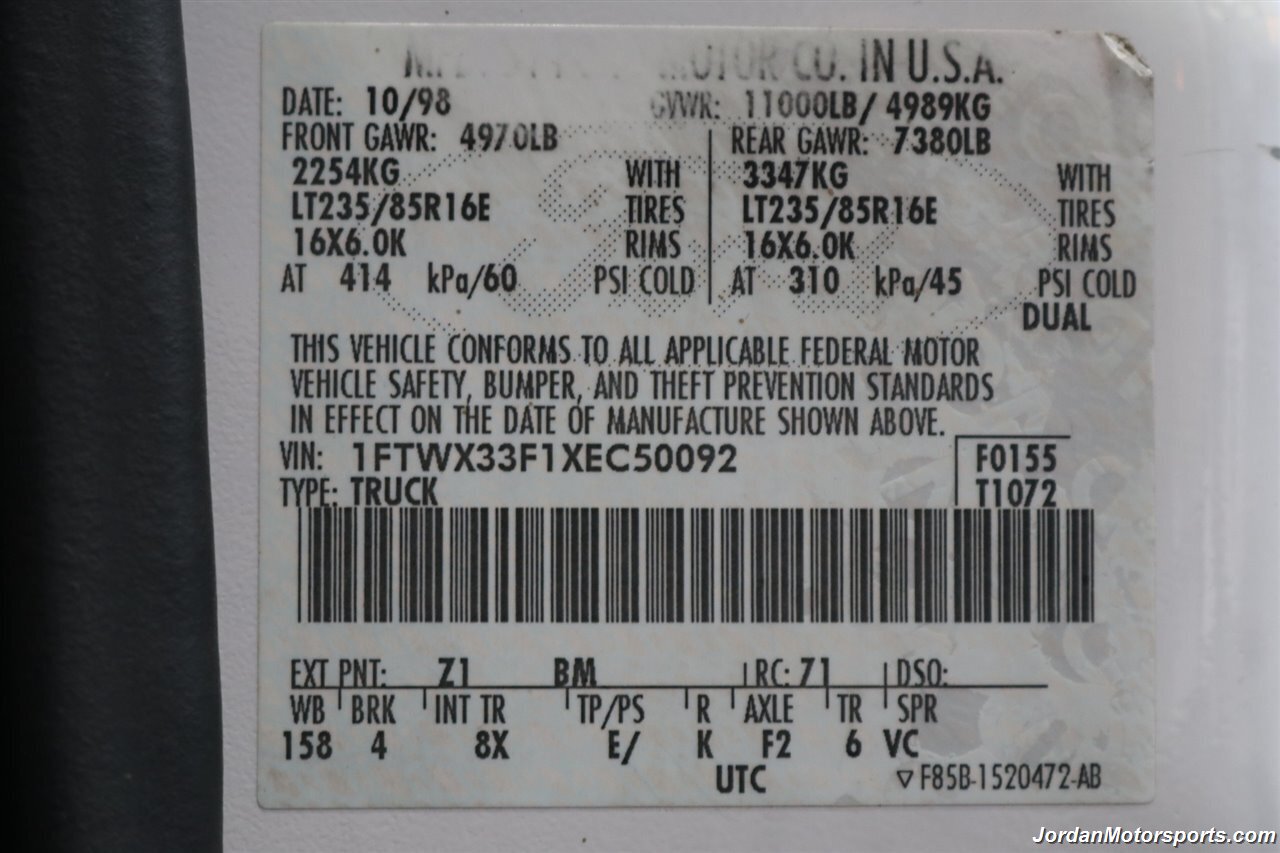 MOTOR CO. IN U.S.A.
DATE: 10/98 GVWR: 11000LB/ 4989KG
FRONT GAWR: 4970LB REAR GAWR: 7380LB
2254KG WITH 3347KG WITH
LT235/85R16E TIRES LT235/85R16E TIRES
16X6.0K RIMS 16X6.0K RIMS
AT 414 kPa/60 PSI COLD AT 310 kPa/45 PSI COLD
DUAL
THIS VEHICLE CONFORMS TO ALL APPLICABLE FEDERAL MOTOR
VEHICLE SAFETY, BUMPER, AND THEFT PREVENTION STANDARDS
IN EFFECT ON THE DATE OF MANUFACTURE SHOWN ABOVE.
VIN: 1FTWX33F1XEC50092 F0155
TYPE: TRUCK T1072
EXT PNT: Z1 BM RC: 71 DSO:
WB BRK INT TR TP/PS R AXLE TR SPR
158 4 8X E/ K F2 6 VC
UTC ▽ F85B-1520472-AB
JordanMotorsports.com